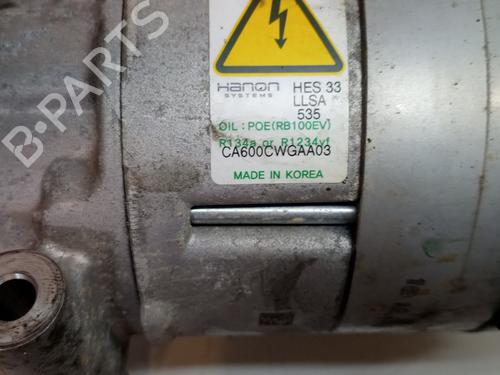 HANON
SYSTEMS
HES 33
LLSA
535
OIL : POE(RB100EV)
R134a or R1234yf
CA600CWGAA03
MADE IN KOREA
B-PARTS